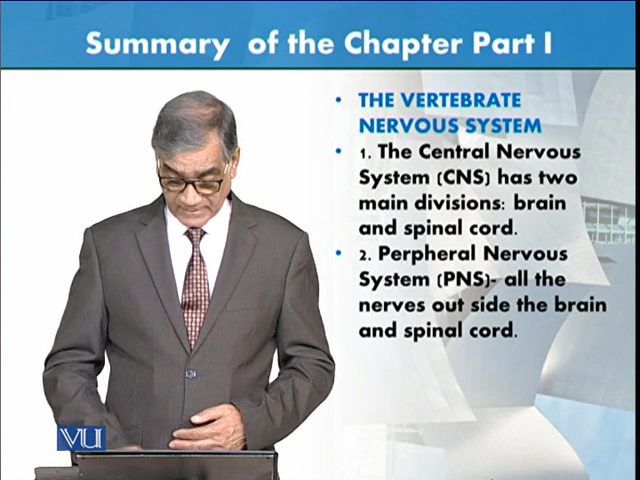 Summary of the Chapter Part I
• THE VERTEBRATE
NERVOUS SYSTEM
• 1. The Central Nervous
System (CNS) has two
main divisions: brain
and spinal cord.
• 2. Perpheral Nervous
System (PNS)- all the
nerves out side the brain
and spinal cord.
VU